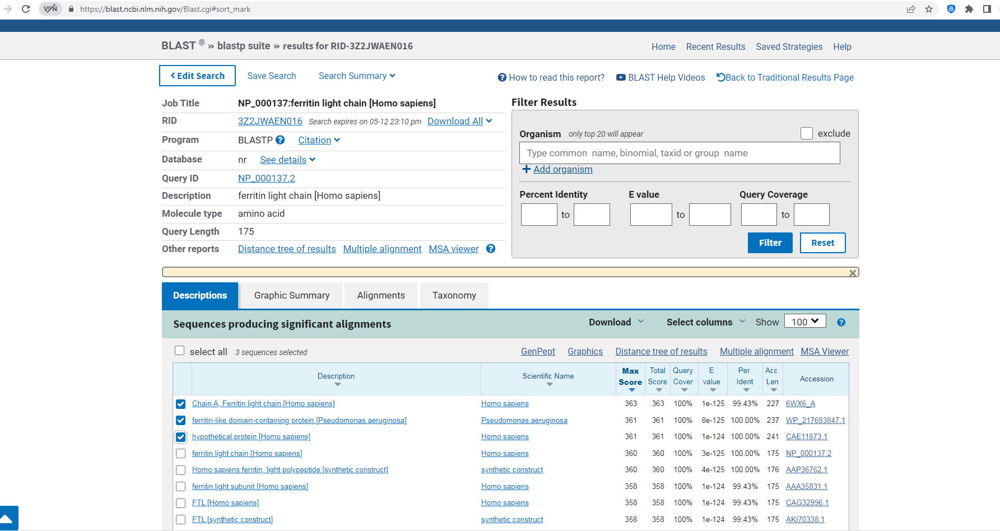 VPN
https://blast.ncbi.nlm.nih.gov/Blast.cgi#sort_mark
BLAST ® » blastp suite » results for RID-3Z2JWAEN016
Home Recent Results Saved Strategies Help
Edit Search Save Search Search Summary
How to read this report? BLAST Help Videos Back to Traditional Results Page
Job Title NP_000137:ferritin light chain [Homo sapiens]
RID 3Z2JWAEN016 Search expires on 05-12 23:10 pm Download All
Program BLASTP Citation
Database nr See details
Query ID NP_000137.2
Description ferritin light chain [Homo sapiens]
Molecule type amino acid
Query Length 175
Other reports Distance tree of results Multiple alignment MSA viewer
Filter Results
Organism only top 20 will appear exclude
Type common name, binomial, taxid or group name
+ Add organism
Percent Identity E value Query Coverage
to to to
Filter Reset
Descriptions Graphic Summary Alignments Taxonomy
Sequences producing significant alignments Download Select columns Show 100
select all 3 sequences selected GenPept Graphics Distance tree of results Multiple alignment MSA Viewer
Description Scientific Name Max Score Total Score Query Cover E value Per. Ident Acc. Len Accession
Chain A, Ferritin light chain [Homo sapiens] Homo sapiens 363 363 100% 1e-125 99.43% 227 6WX6_A
ferritin-like domain-containing protein [Pseudomonas aeruginosa] Pseudomonas aeruginosa 361 361 100% 8e-125 100.00% 237 WP_217683847.1
hypothetical protein [Homo sapiens] Homo sapiens 361 361 100% 1e-124 100.00% 241 CAE11873.1
ferritin light chain [Homo sapiens] Homo sapiens 360 360 100% 3e-125 100.00% 175 NP_000137.2
Homo sapiens ferritin, light polypeptide [synthetic construct] synthetic construct 360 360 100% 4e-125 100.00% 176 AAP36762.1
ferritin light subunit [Homo sapiens] Homo sapiens 358 358 100% 1e-124 99.43% 175 AAA35831.1
FTL [Homo sapiens] Homo sapiens 358 358 100% 1e-124 99.43% 175 CAG32996.1
FTL [synthetic construct] synthetic construct 358 358 100% 1e-124 99.43% 175 AKI70338.1